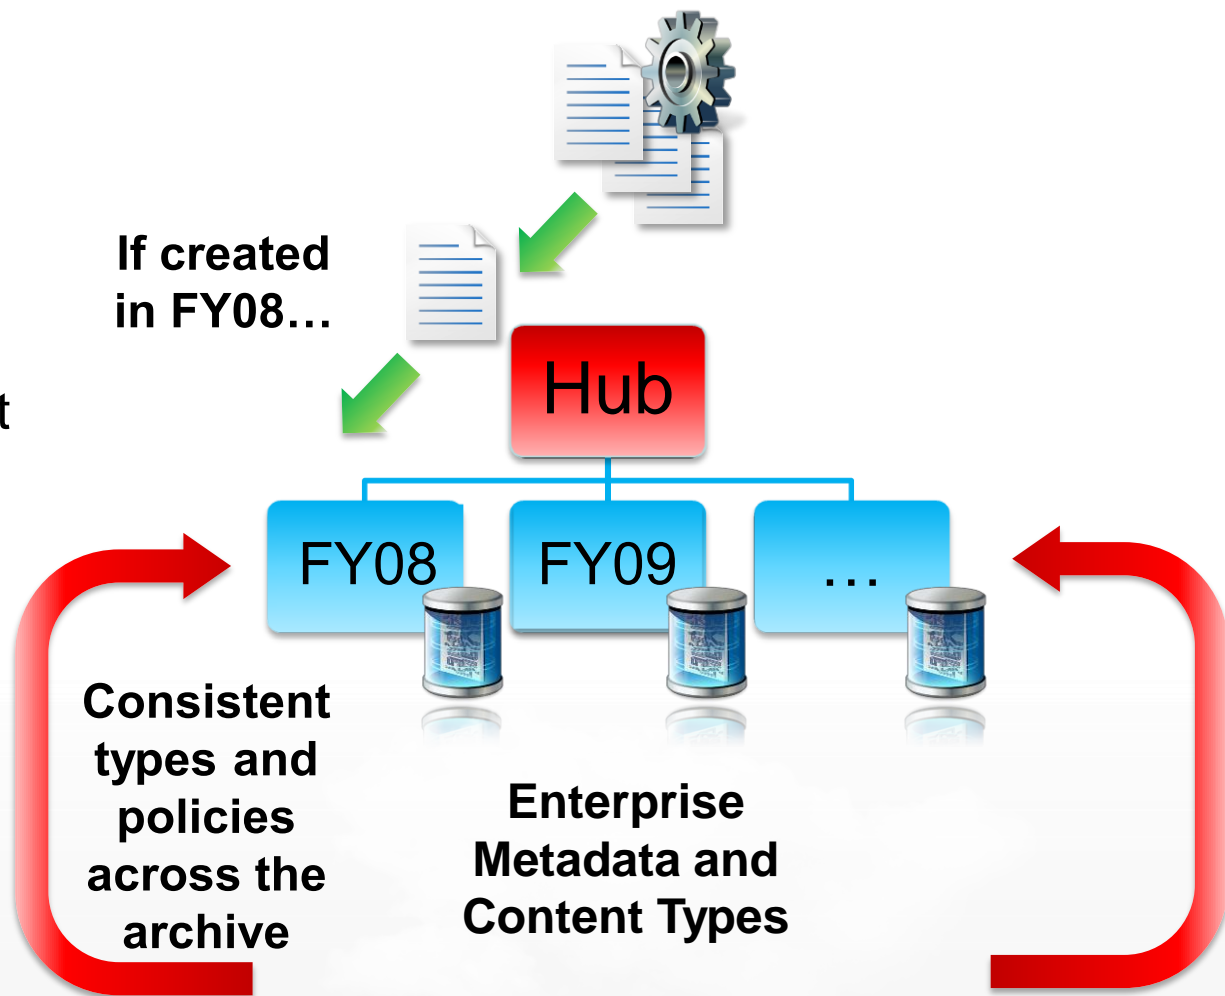 If created
in FY08…
t
Hub
FY08
FY09
…
Consistent
types and
policies
across the
archive
Enterprise
Metadata and
Content Types